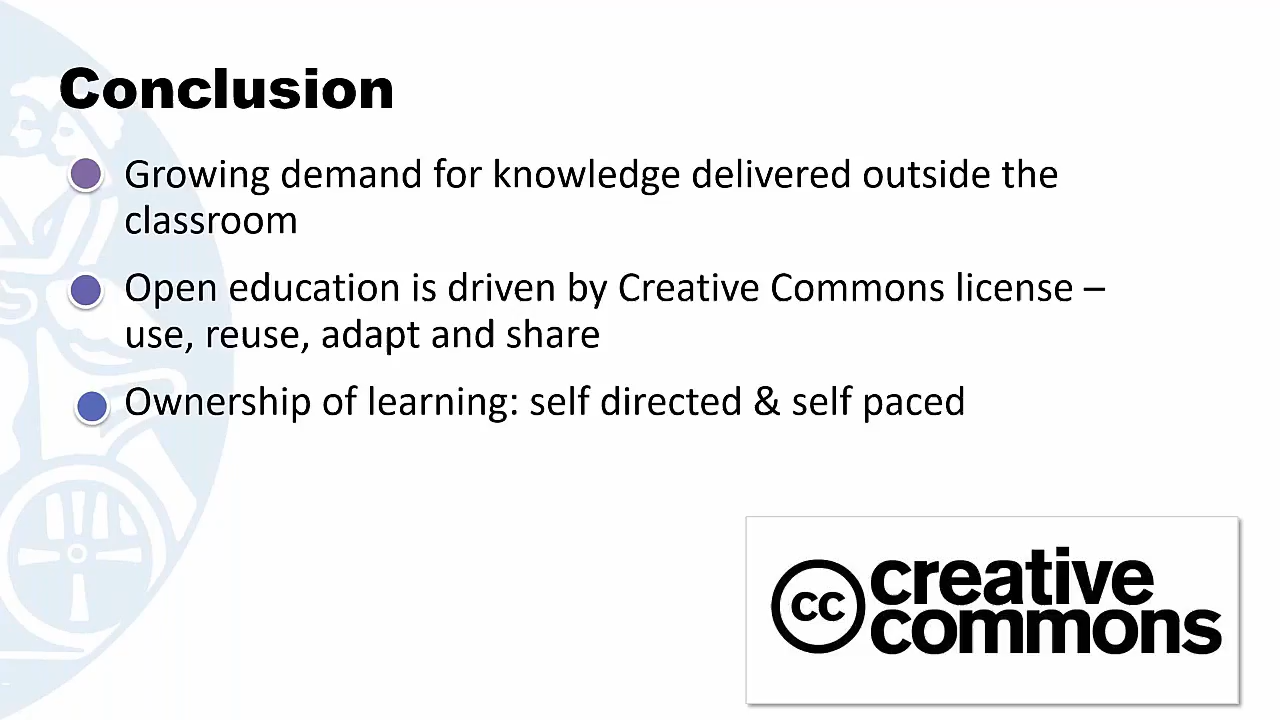 Conclusion
Growing demand for knowledge delivered outside the
classroom
Open education is driven by Creative Commons license –
use, reuse, adapt and share
Ownership of learning: self directed & self paced
cc creative
commons